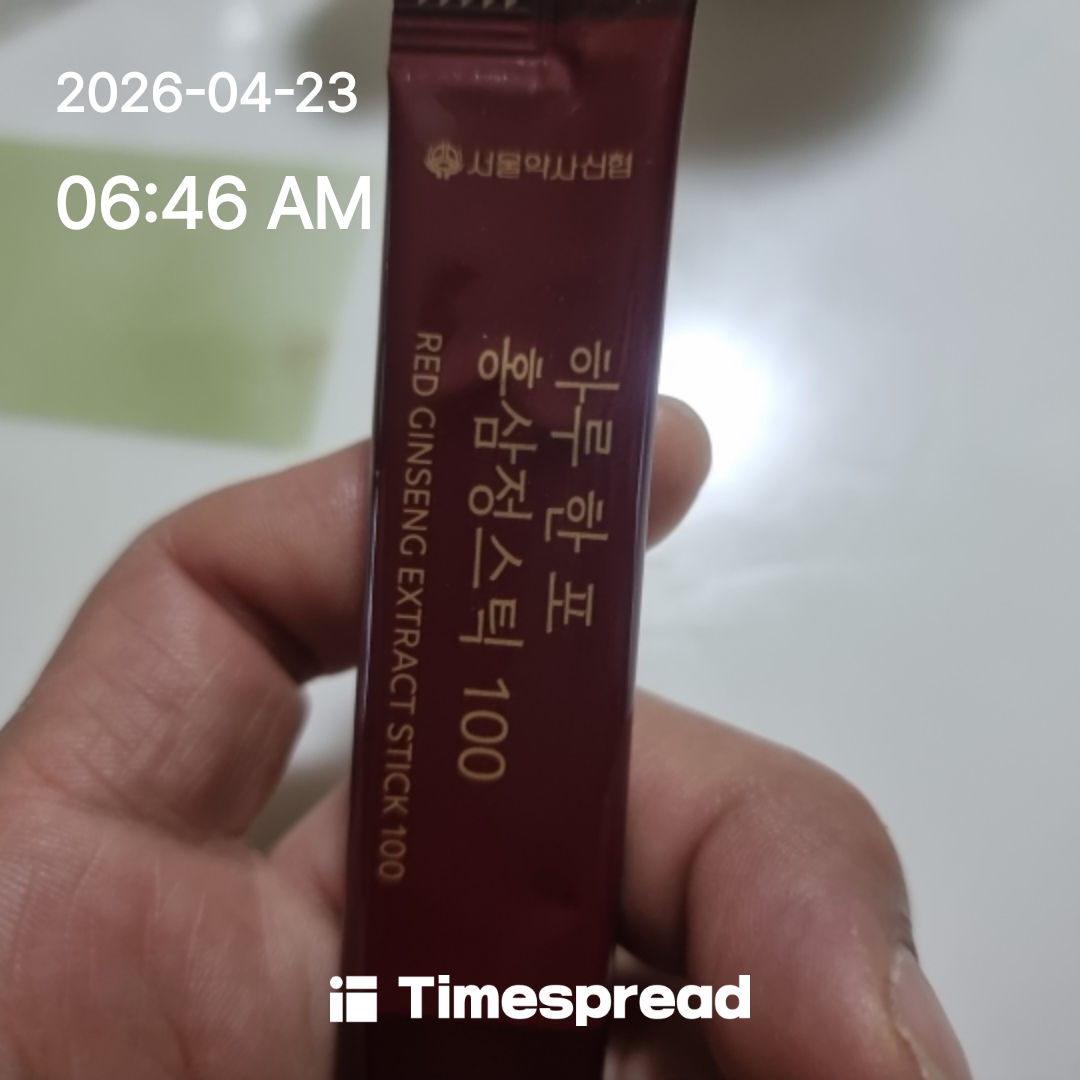 2026-04-23
06:46 AM
서울약사신협
하루 한 포
홍삼정스틱 100
RED GINSENG EXTRACT STICK 100
Timespread